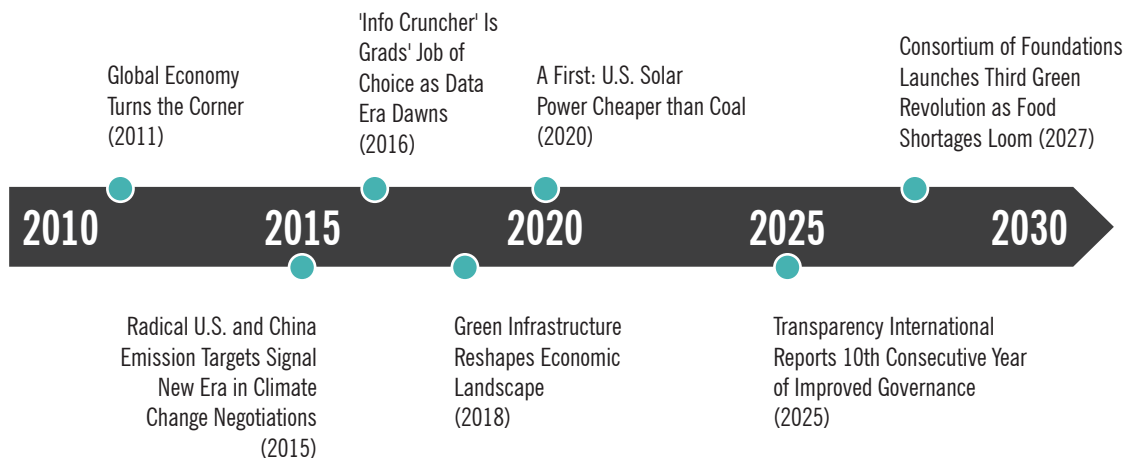 'Info Cruncher' Is
Grads' Job of
Choice as Data
Era Dawns
(2016)
Global Economy
Turns the Corner
(2011)
A First: U.S. Solar
Power Cheaper than Coal
(2020)
Consortium of Foundations
Launches Third Green
Revolution as Food
Shortages Loom (2027)
2010
2015
2020
2025
2030
Radical U.S. and China
Emission Targets Signal
New Era in Climate
Change Negotiations
(2015)
Green Infrastructure
Reshapes Economic
Landscape
(2018)
Transparency International
Reports 10th Consecutive Year
of Improved Governance
(2025)